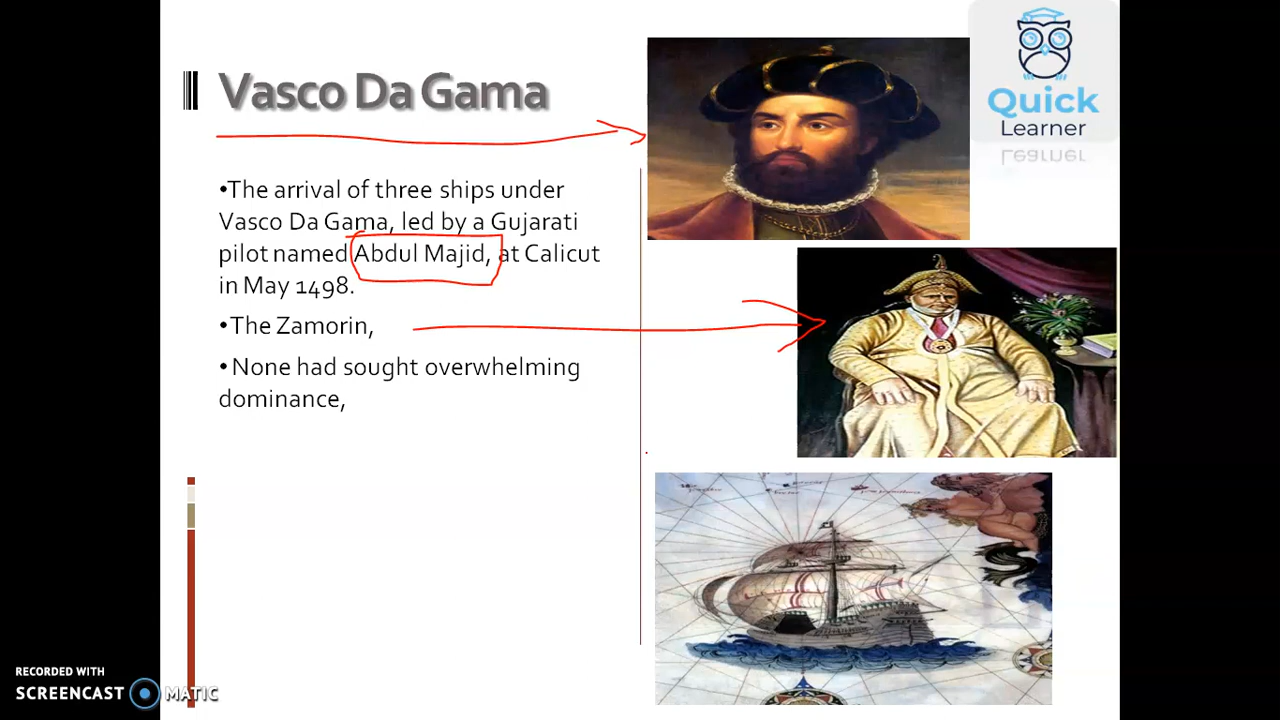 Vasco Da Gama
•The arrival of three ships under
Vasco Da Gama, led by a Gujarati
pilot named Abdul Majid, at Calicut
in May 1498.
•The Zamorin,
•None had sought overwhelming
dominance,
Quick
Learner
RECORDED WITH
SCREENCAST MATIC